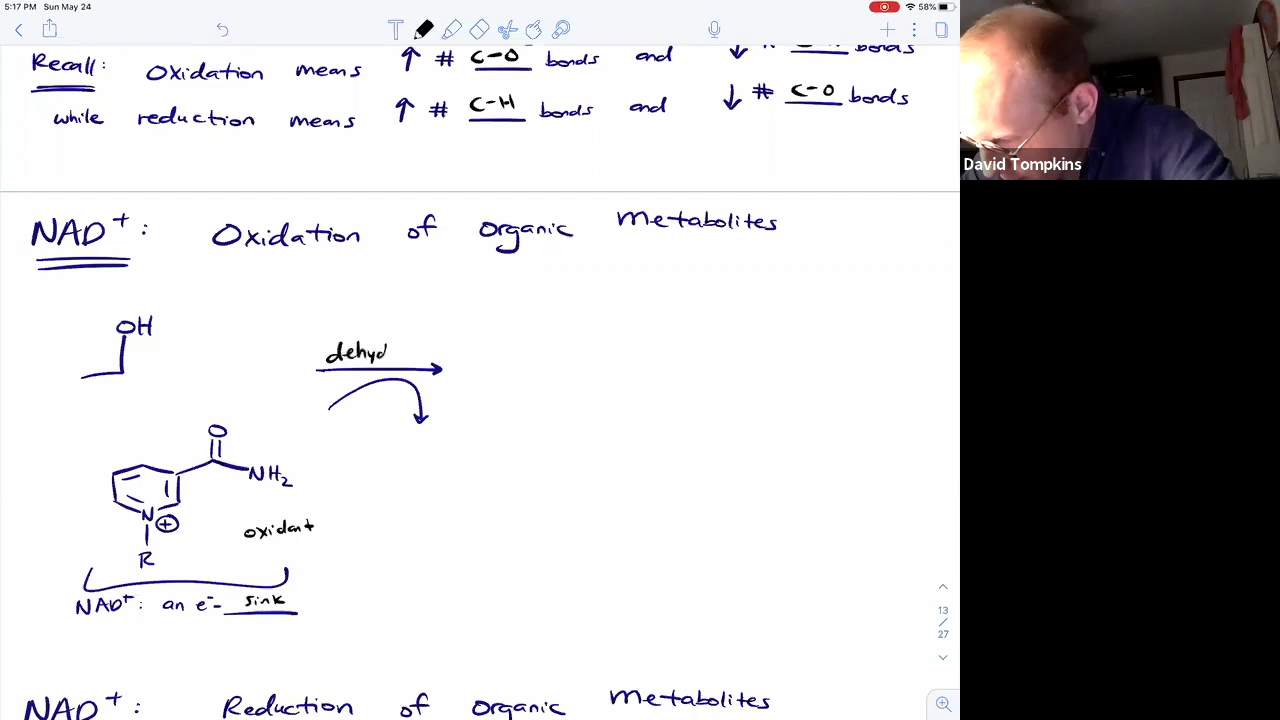 5:17 PM Sun May 24
58%
T
Recall: Oxidation means ↑ # C-O bonds and ↓ # bonds
while reduction means ↑ # C-H bonds and ↓ # C-O bonds
David Tompkins
NAD+: Oxidation of organic metabolites
OH
dehyd
O
NH2
N
+
R
oxidant
NAD+: an e- sink
13
/
27
NAD+: Reduction of organic metabolites